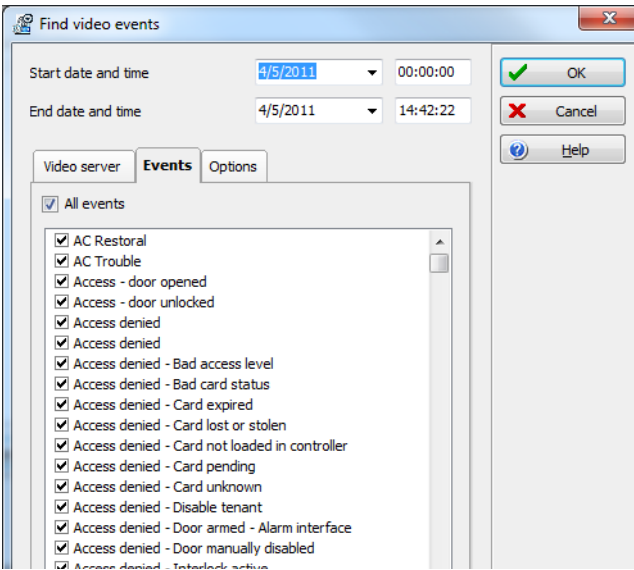 Find video events
Start date and time 4/5/2011 00:00:00
End date and time 4/5/2011 14:42:22
OK
Cancel
Help
Video server Events Options
All events
AC Restoral
AC Trouble
Access - door opened
Access - door unlocked
Access denied
Access denied
Access denied - Bad access level
Access denied - Bad card status
Access denied - Card expired
Access denied - Card lost or stolen
Access denied - Card not loaded in controller
Access denied - Card pending
Access denied - Card unknown
Access denied - Disable tenant
Access denied - Door armed - Alarm interface
Access denied - Door manually disabled
Access denied - Interlock active